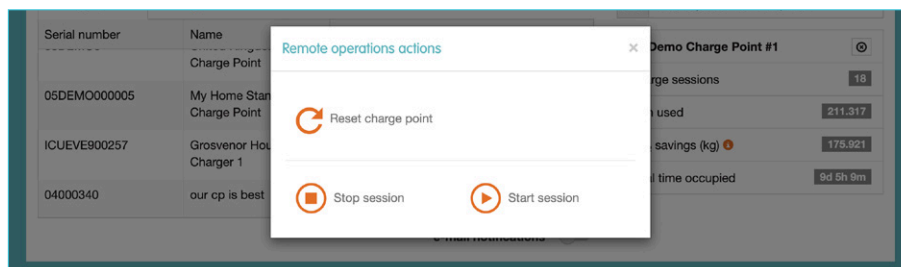 Serial number
Name
Charge Point
05DEMO000005
My Home Stan
Charge Point
ICUEVE900257
Grosvenor Hou
Charger 1
04000340
our cp is best
Remote operations actions
×
Reset charge point
Stop session
Start session
Demo Charge Point #1
rge sessions
18
used
211.317
savings (kg)
175.921
l time occupied
9d 5h 9m
e-mail notifications